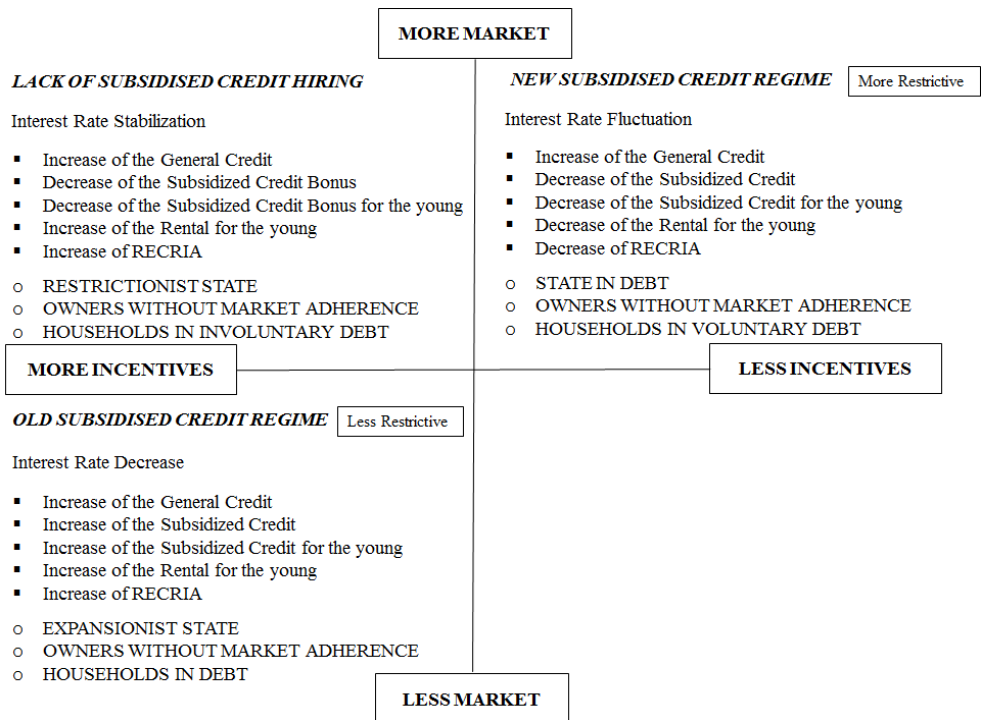 MORE MARKET
LACK OF SUBSIDISED CREDIT HIRING
Interest Rate Stabilization
▪ Increase of the General Credit
▪ Decrease of the Subsidized Credit Bonus
▪ Decrease of the Subsidized Credit Bonus for the young
▪ Increase of the Rental for the young
▪ Increase of RECRIA
o RESTRICTIONIST STATE
o OWNERS WITHOUT MARKET ADHERENCE
o HOUSEHOLDS IN INVOLUNTARY DEBT
NEW SUBSIDISED CREDIT REGIME
More Restrictive
Interest Rate Fluctuation
▪ Increase of the General Credit
▪ Decrease of the Subsidized Credit
▪ Decrease of the Subsidized Credit for the young
▪ Decrease of the Rental for the young
▪ Decrease of RECRIA
o STATE IN DEBT
o OWNERS WITHOUT MARKET ADHERENCE
o HOUSEHOLDS IN VOLUNTARY DEBT
MORE INCENTIVES
LESS INCENTIVES
OLD SUBSIDISED CREDIT REGIME
Less Restrictive
Interest Rate Decrease
▪ Increase of the General Credit
▪ Increase of the Subsidized Credit
▪ Increase of the Subsidized Credit for the young
▪ Increase of the Rental for the young
▪ Increase of RECRIA
o EXPANSIONIST STATE
o OWNERS WITHOUT MARKET ADHERENCE
o HOUSEHOLDS IN DEBT
LESS MARKET